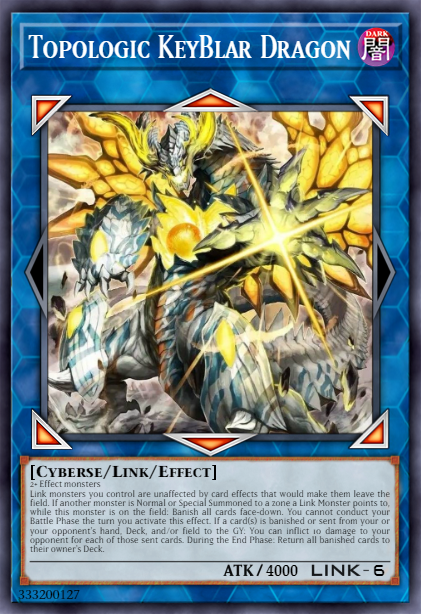 Topologic KeyBlar Dragon
DARK
闇
[Cyberse/Link/Effect]
2+ Effect monsters
Link monsters you control are unaffected by card effects that would make them leave the
field. If another monster is Normal or Special Summoned to a zone a Link Monster points to,
while this monster is on the field: Banish all cards face-down. You cannot conduct your
Battle Phase the turn you activate this effect. If a card(s) is banished or sent from your or
your opponent's hand, Deck, and/or field to the GY: You can inflict 10 damage to your
opponent for each of those sent cards. During the End Phase: Return all banished cards to
their owner's Deck.
ATK/4000 LINK-6
333200127